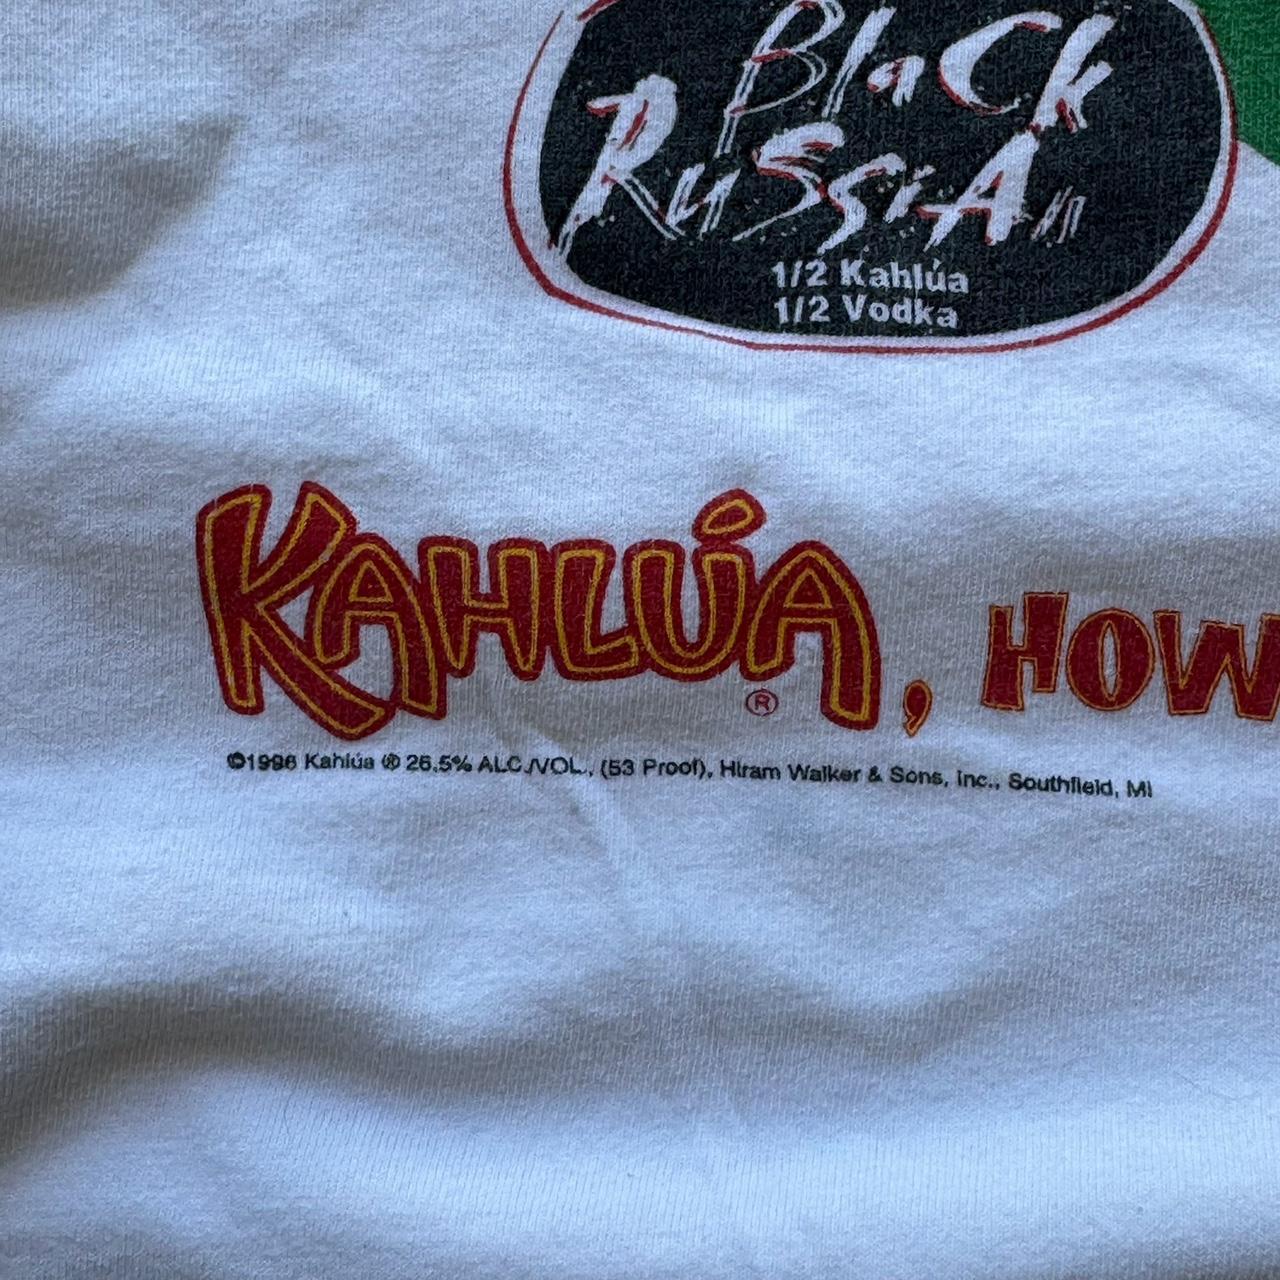 Black
RussiAn
1/2 Kahlúa
1/2 Vodka
KAHLÚA®, HOW
©1996 Kahlúa ® 26.5% ALC./VOL., (53 Proof), Hiram Walker & Sons, Inc., Southfield, MI